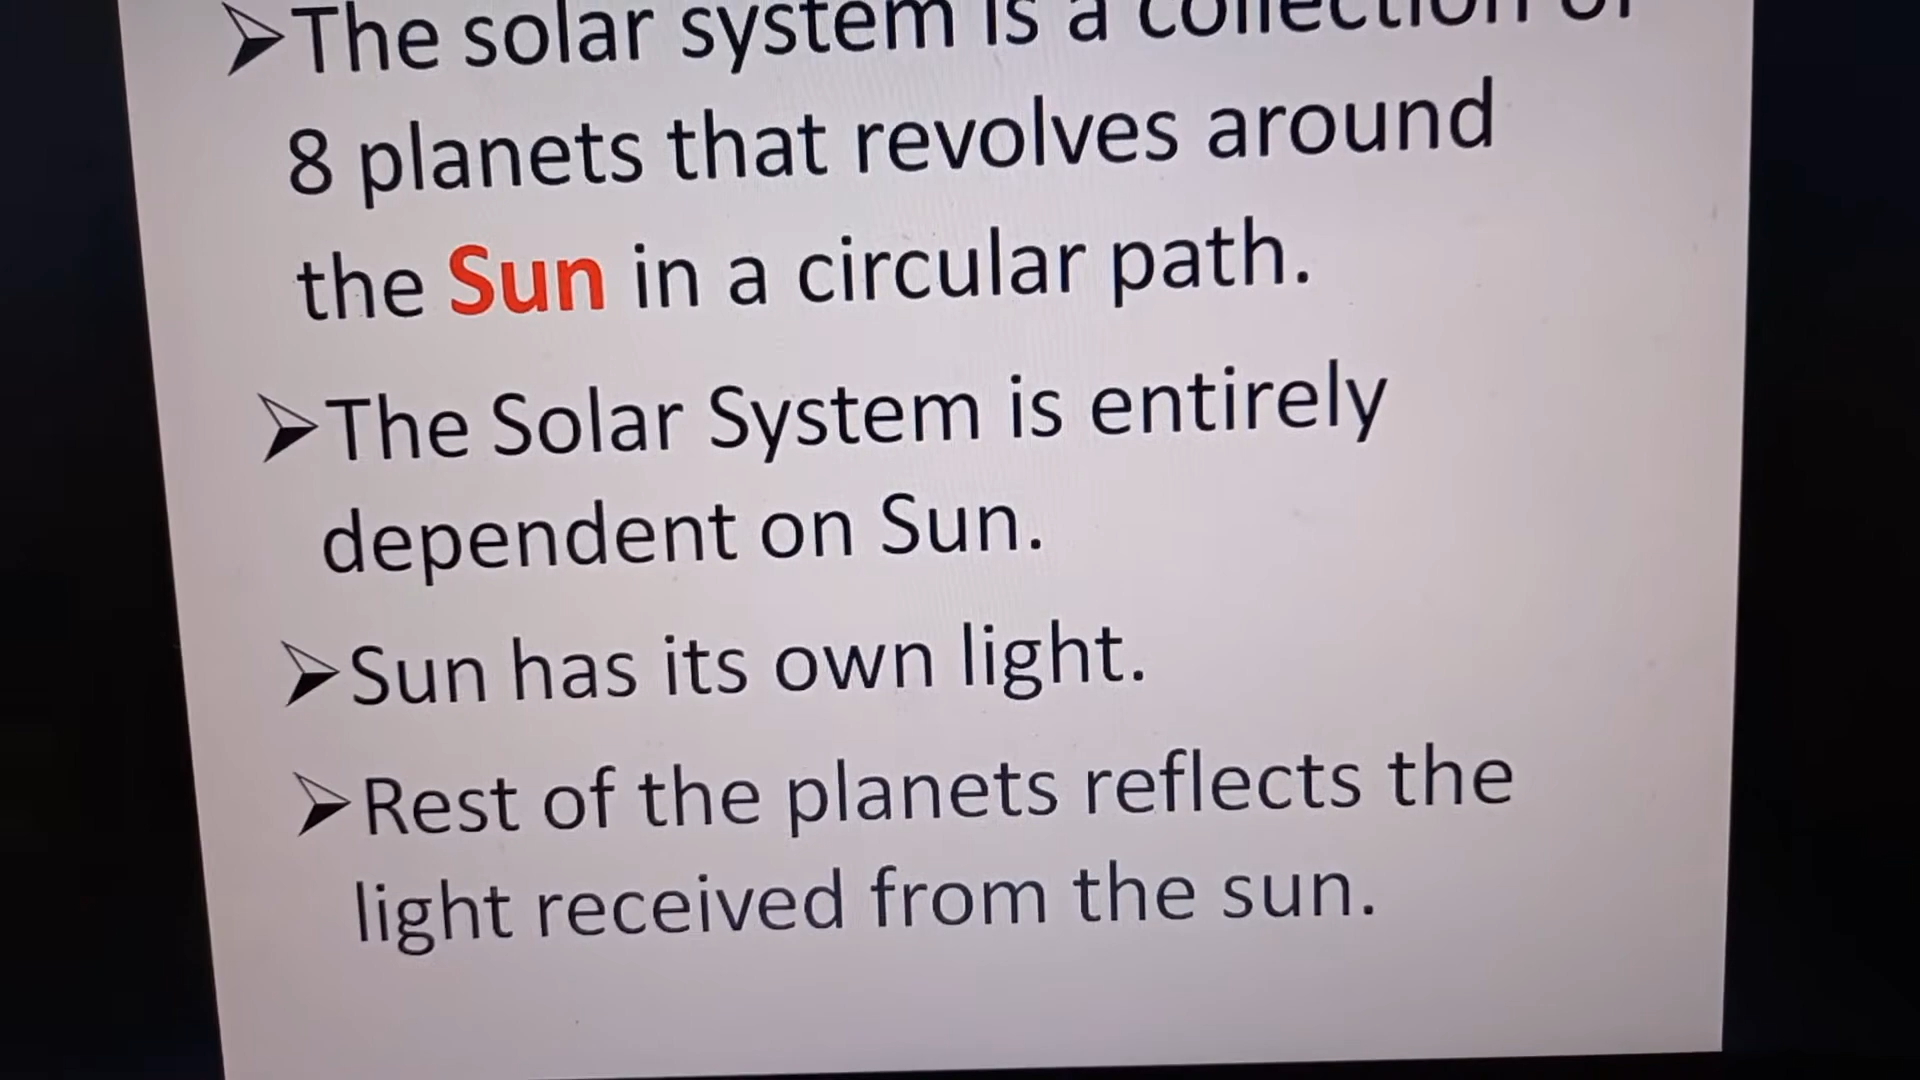 ➢The solar system is a collection of
8 planets that revolves around
the Sun in a circular path.
➢The Solar System is entirely
dependent on Sun.
➢Sun has its own light.
➢Rest of the planets reflects the
light received from the sun.